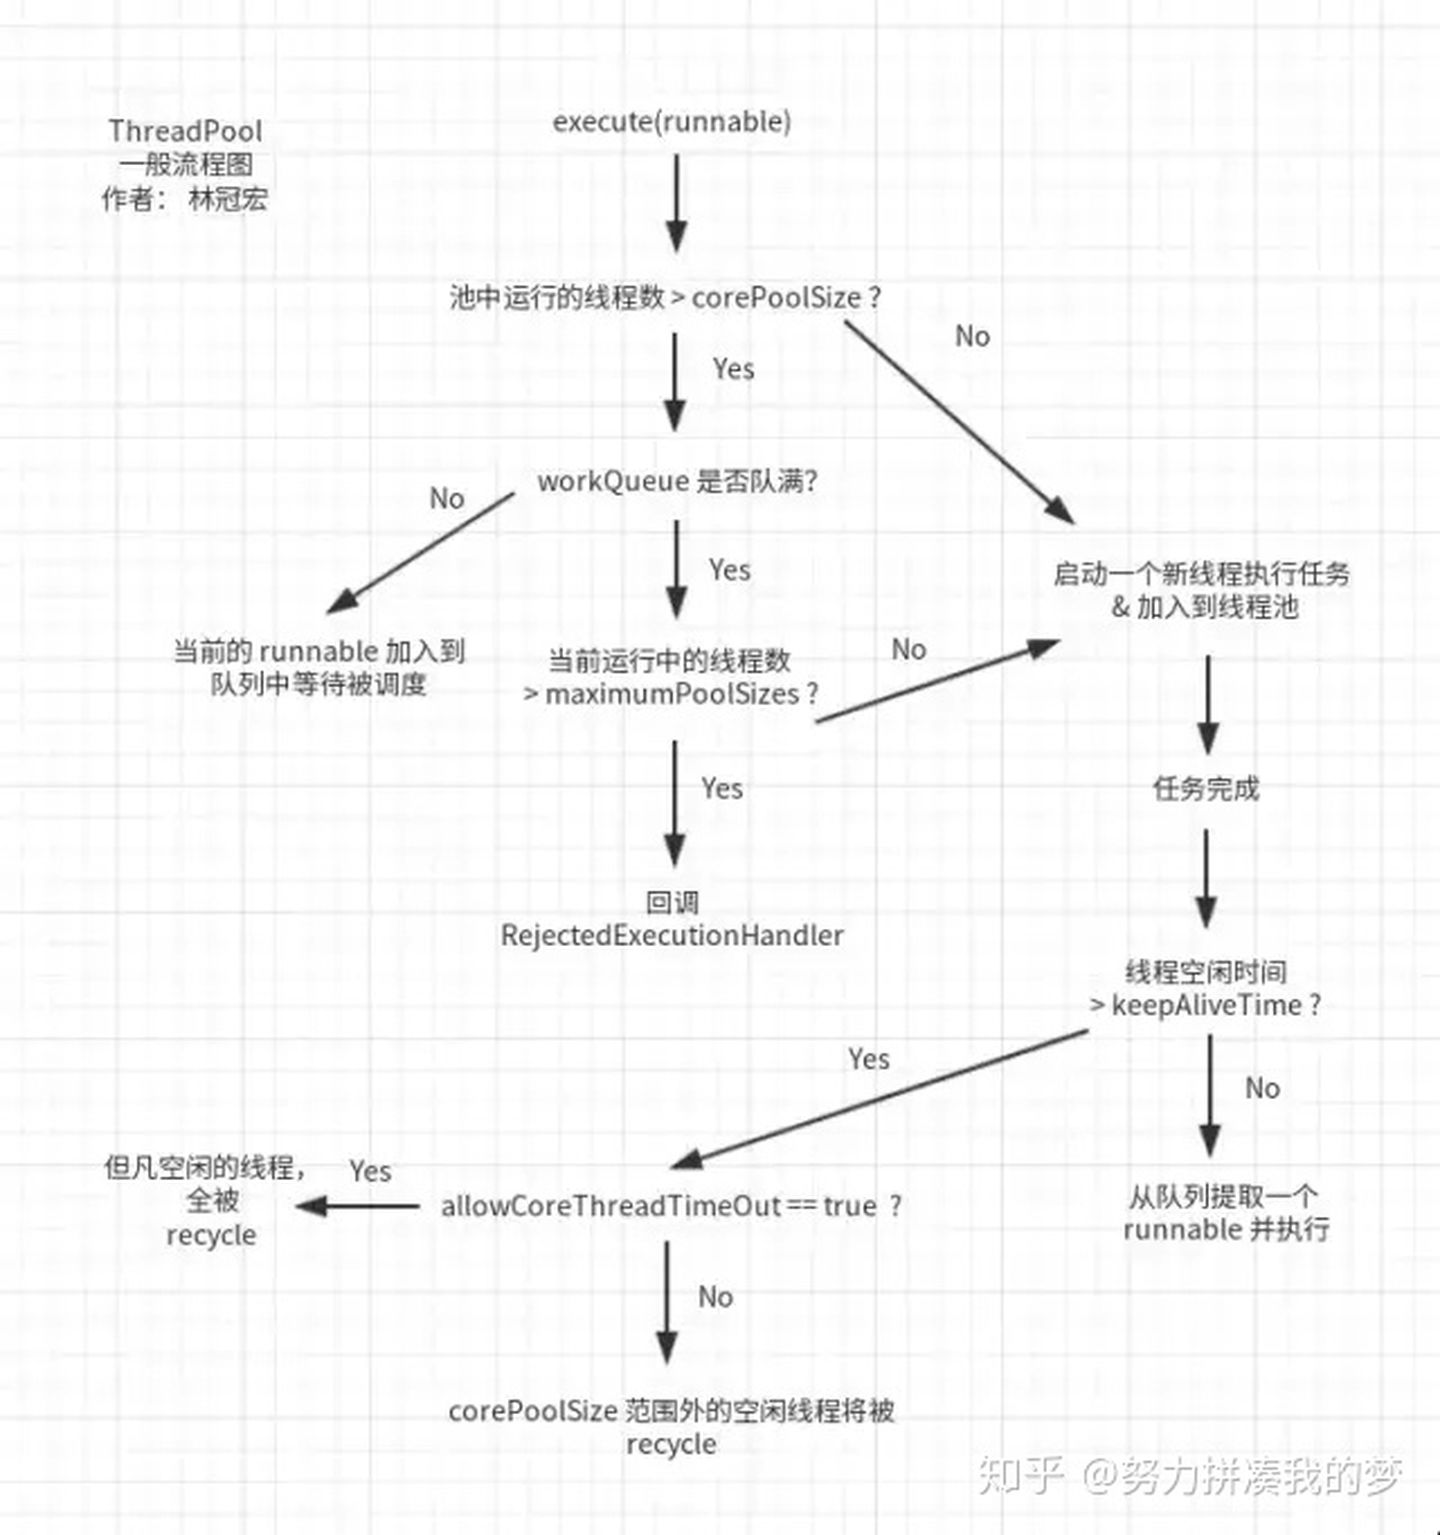 ThreadPool
一般流程图
作者： 林冠宏
execute(runnable)
池中运行的线程数 > corePoolSize ?
No
Yes
workQueue 是否队满?
No
Yes
启动一个新线程执行任务
& 加入到线程池
当前的 runnable 加入到
队列中等待被调度
当前运行中的线程数
> maximumPoolSizes ?
No
Yes
任务完成
回调
RejectedExecutionHandler
线程空闲时间
> keepAliveTime ?
Yes
No
但凡空闲的线程，
全被
recycle
Yes
allowCoreThreadTimeOut == true ?
从队列提取一个
runnable 并执行
No
corePoolSize 范围外的空闲线程将被
recycle
知乎 @努力拼凑我的梦